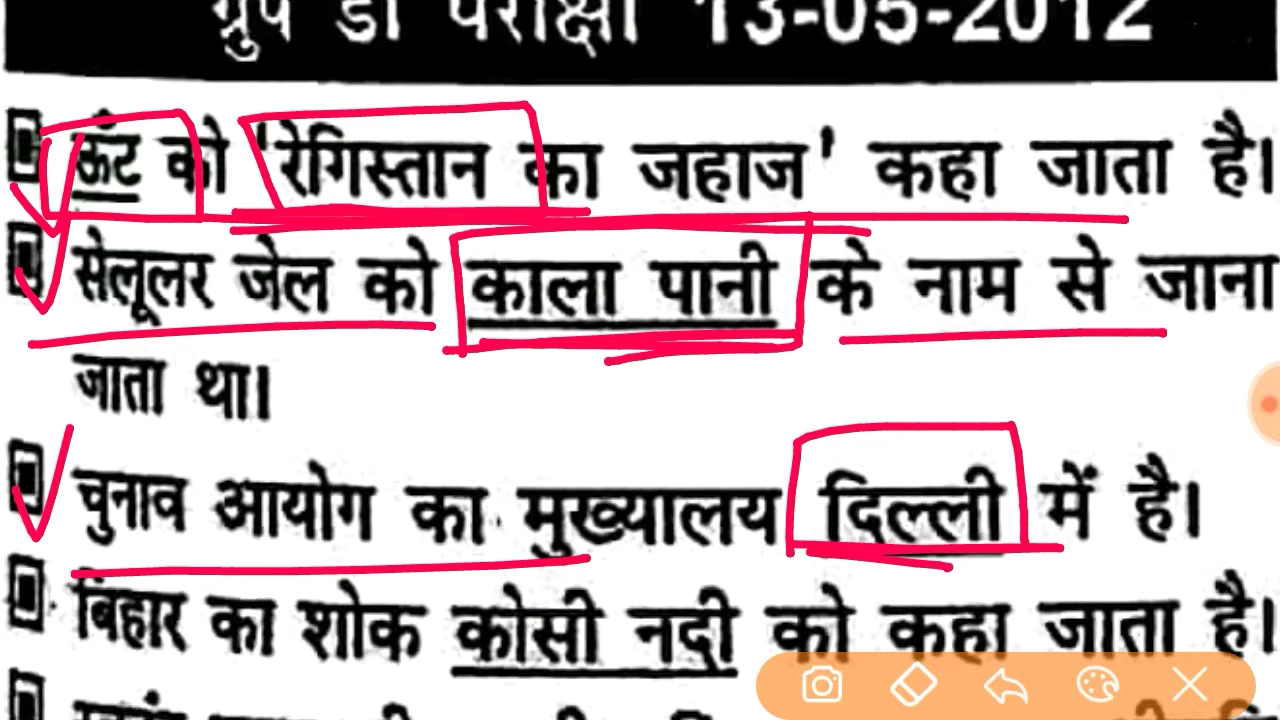 ग्रुप डी परीक्षा 13-05-2012
ऊँट को 'रेगिस्तान का जहाज' कहा जाता है।
सेलूलर जेल को काला पानी के नाम से जाना
जाता था।
चुनाव आयोग का मुख्यालय दिल्ली में है।
बिहार का शोक कोसी नदी को कहा जाता है।